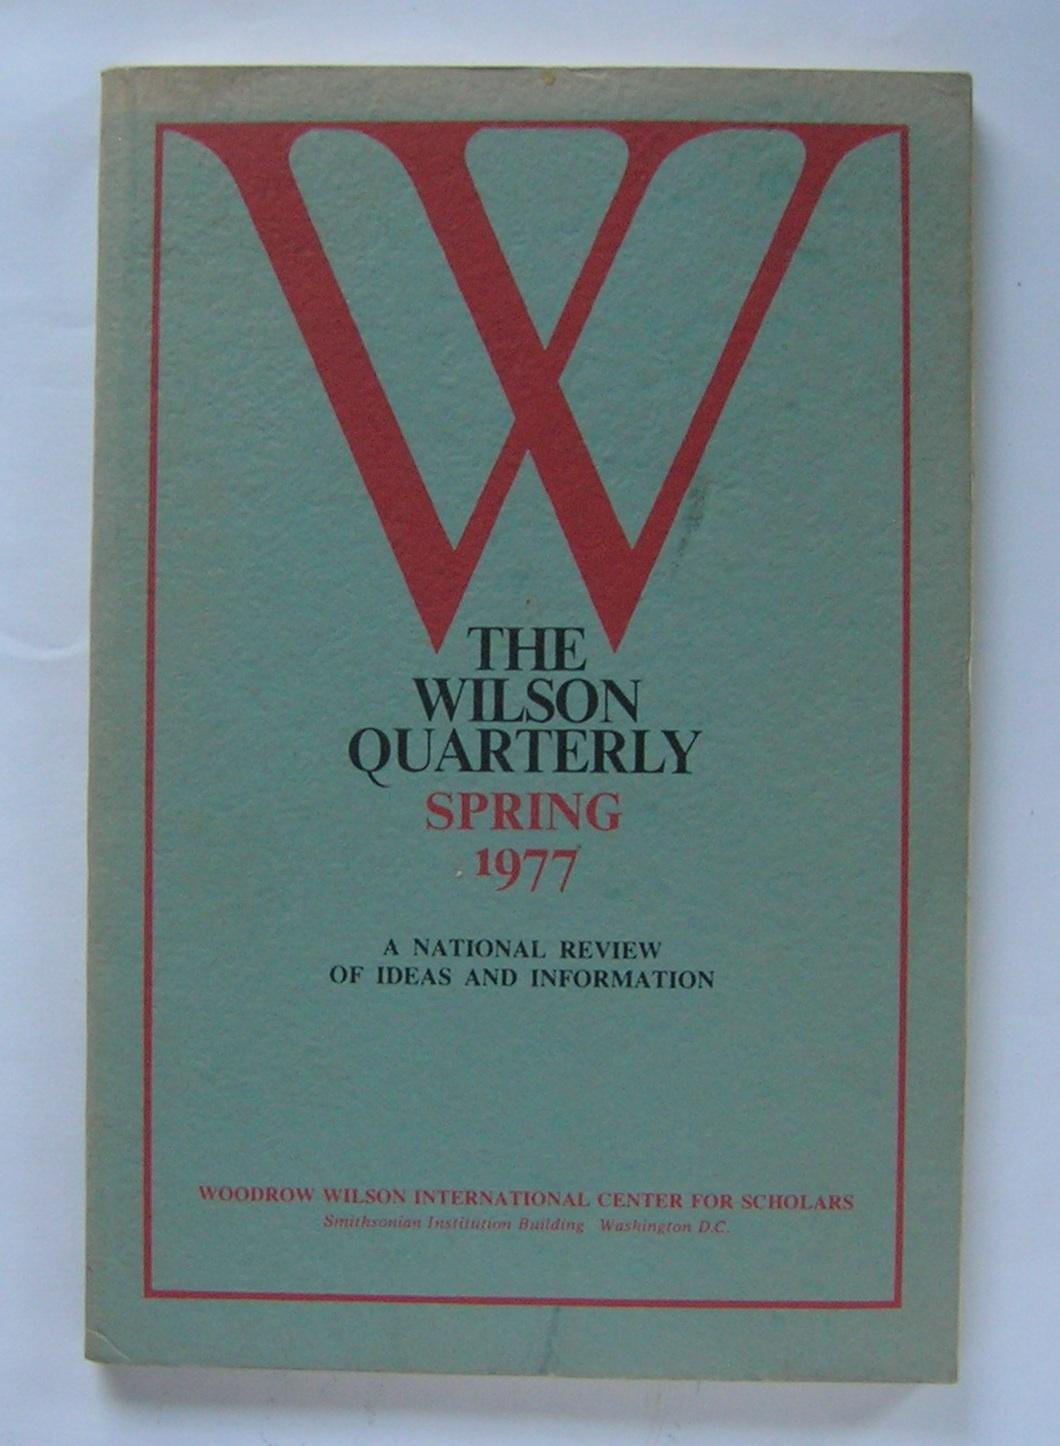 W
THE
WILSON
QUARTERLY
SPRING
1977
A NATIONAL REVIEW
OF IDEAS AND INFORMATION
WOODROW WILSON INTERNATIONAL CENTER FOR SCHOLARS
Smithsonian Institution Building Washington D.C.